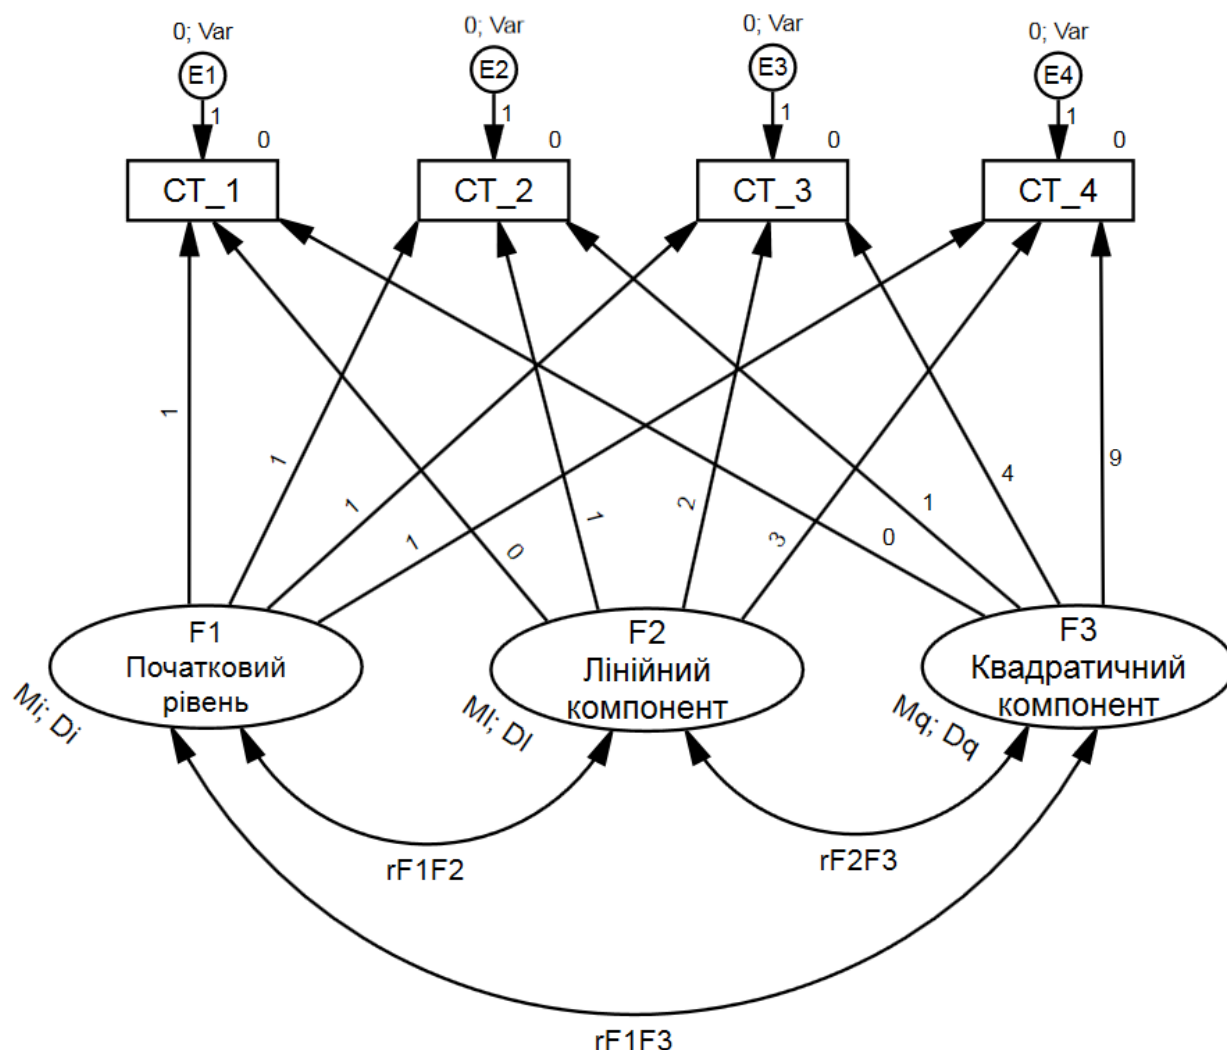 0; Var
0; Var
0; Var
0; Var
E1
E2
E3
E4
1
1
1
1
0
0
0
0
CT_1
CT_2
CT_3
CT_4
1
1
1
1
0
1
2
3
0
1
4
9
F1
Початковий
рівень
F2
Лінійний
компонент
F3
Квадратичний
компонент
Mi; Di
Ml; Dl
Mq; Dq
rF1F2
rF2F3
rF1F3